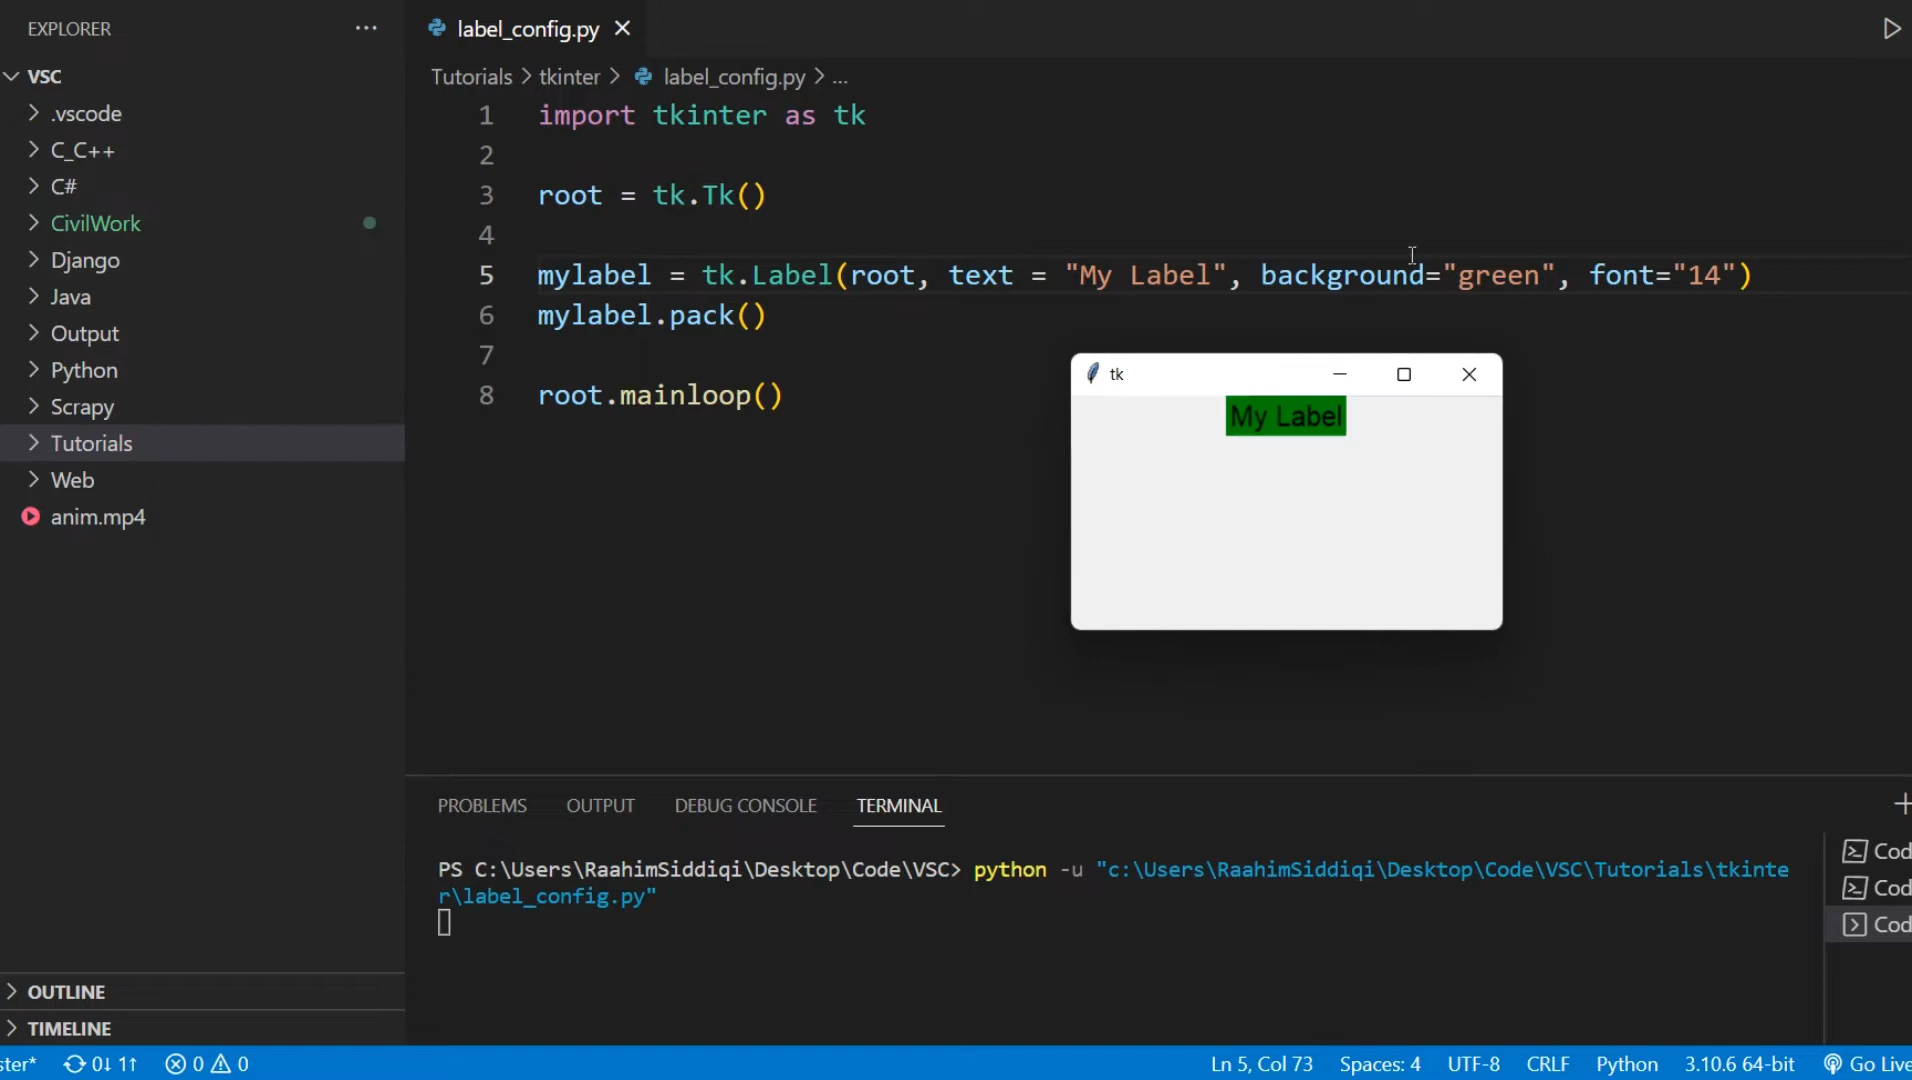 EXPLORER
VSC
.vscode
C_C++
C#
CivilWork
Django
Java
Output
Python
Scrapy
Tutorials
Web
anim.mp4
OUTLINE
TIMELINE
label_config.py
Tutorials > tkinter > label_config.py > ...
1 import tkinter as tk
2
3 root = tk.Tk()
4
5 mylabel = tk.Label(root, text = "My Label", background="green", font="14")
6 mylabel.pack()
7
8 root.mainloop()
tk
My Label
PROBLEMS OUTPUT DEBUG CONSOLE TERMINAL
PS C:\Users\RaahimSiddiqi\Desktop\Code\VSC> python -u "c:\Users\RaahimSiddiqi\Desktop\Code\VSC\Tutorials\tkinte
r\label_config.py"
Cod
Cod
Cod
ster* 0↓ 1↑ 0 0 Ln 5, Col 73 Spaces: 4 UTF-8 CRLF Python 3.10.6 64-bit Go Live